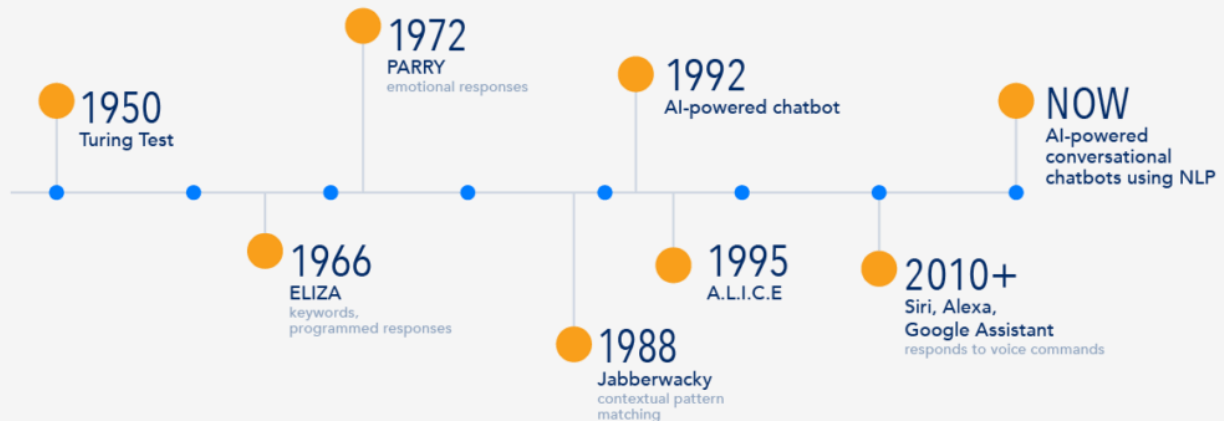 1950
Turing Test
1966
ELIZA
keywords,
programmed responses
1972
PARRY
emotional responses
1988
Jabberwacky
contextual pattern
matching
1992
AI-powered chatbot
1995
A.L.I.C.E
2010+
Siri, Alexa,
Google Assistant
responds to voice commands
NOW
AI-powered
conversational
chatbots using NLP